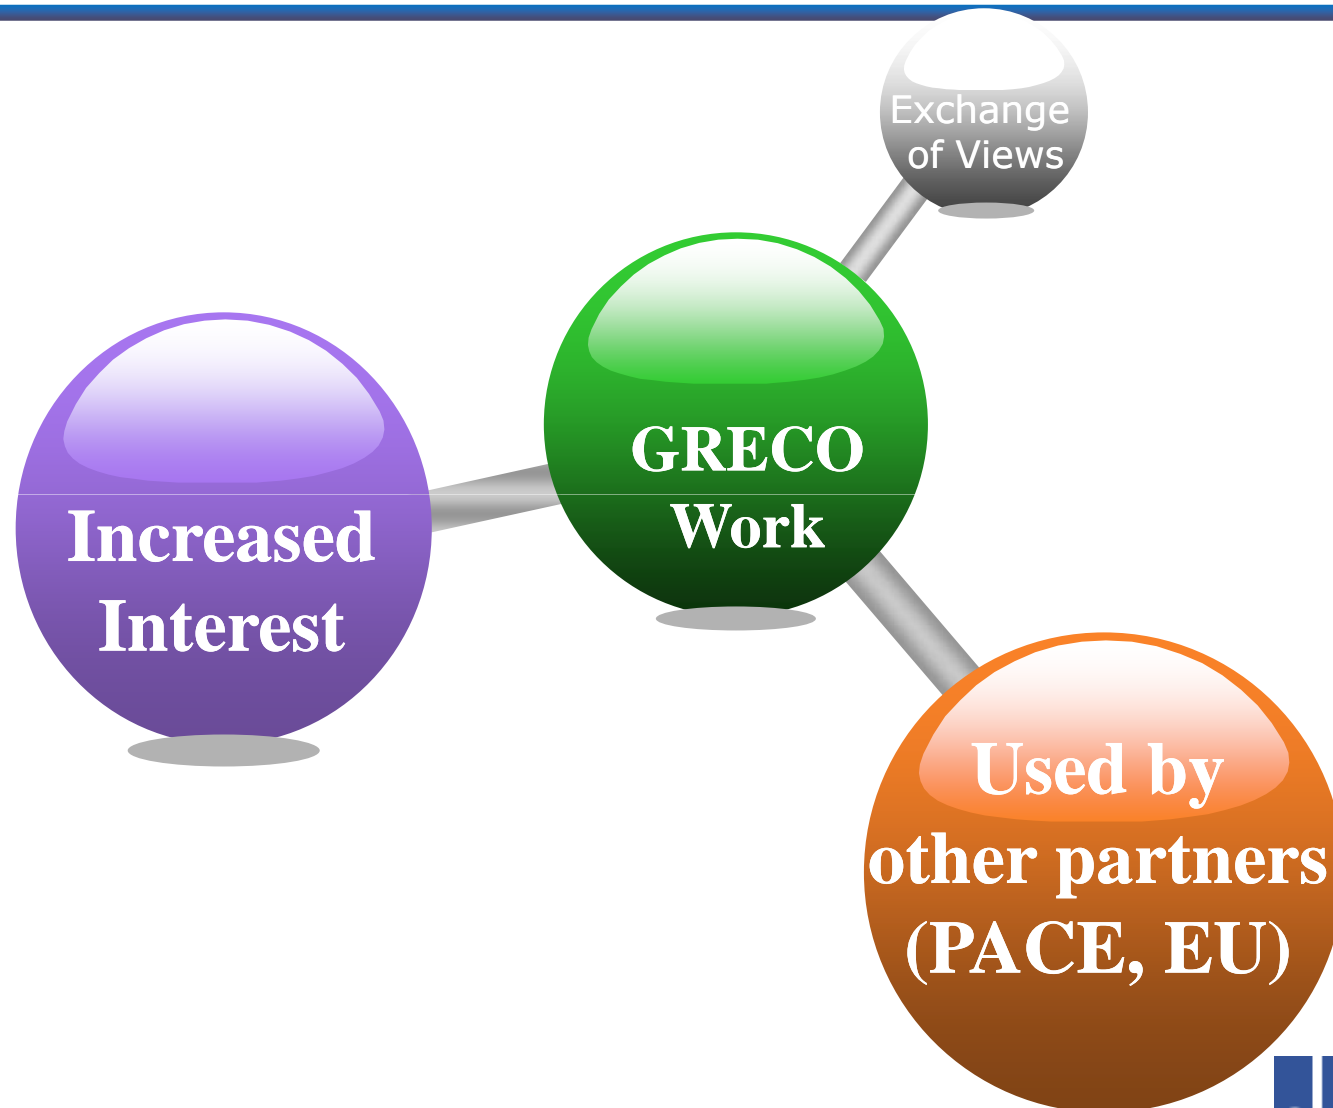 Exchange
of Views
GRECO
Work
Increased
Interest
Used by
other partners
(PACE, EU)